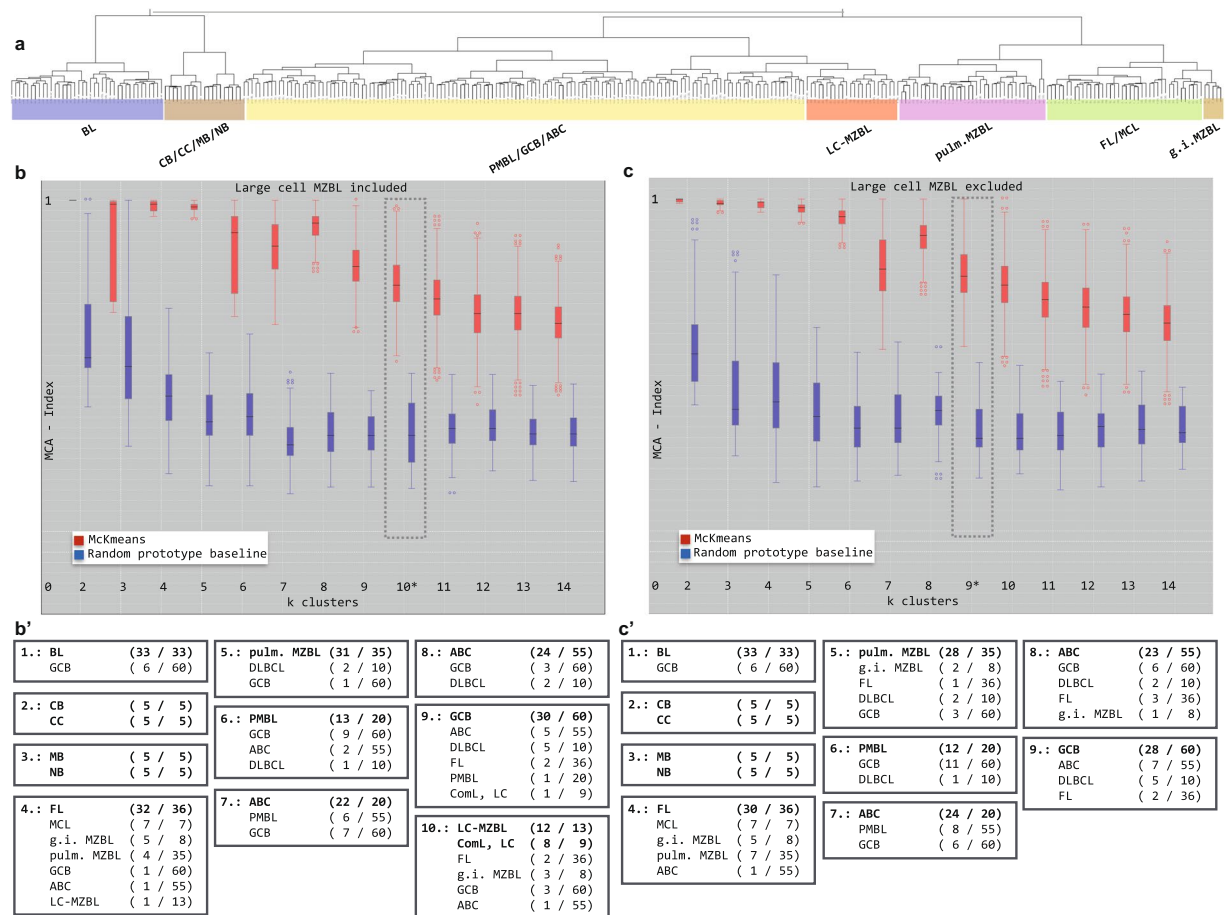 a
BL
CB/CC/MB/NB
PMBL/GCB/ABC
LC-MZBL
pulm.MZBL
FL/MCL
g.i.MZBL
b
Large cell MZBL included
1
MCA - Index
McKmeans
Random prototype baseline
0 2 3 4 5 6 7 8 9 10* 11 12 13 14
k clusters
c
Large cell MZBL excluded
1
MCA - Index
McKmeans
Random prototype baseline
0 2 3 4 5 6 7 8 9* 10 11 12 13 14
k clusters
b’
1.: BL (33 / 33)
GCB ( 6 / 60)
2.: CB ( 5 / 5)
CC ( 5 / 5)
3.: MB ( 5 / 5)
NB ( 5 / 5)
4.: FL (32 / 36)
MCL ( 7 / 7)
g.i. MZBL ( 5 / 8)
pulm. MZBL ( 4 / 35)
GCB ( 1 / 60)
ABC ( 1 / 55)
LC-MZBL ( 1 / 13)
5.: pulm. MZBL (31 / 35)
DLBCL ( 2 / 10)
GCB ( 1 / 60)
6.: PMBL (13 / 20)
GCB ( 9 / 60)
ABC ( 2 / 55)
DLBCL ( 1 / 10)
7.: ABC (22 / 20)
PMBL ( 6 / 55)
GCB ( 7 / 60)
8.: ABC (24 / 55)
GCB ( 3 / 60)
DLBCL ( 2 / 10)
9.: GCB (30 / 60)
ABC ( 5 / 55)
DLBCL ( 5 / 10)
FL ( 2 / 36)
PMBL ( 1 / 20)
ComL, LC ( 1 / 9)
10.: LC-MZBL (12 / 13)
ComL, LC ( 8 / 9)
FL ( 2 / 36)
g.i. MZBL ( 3 / 8)
GCB ( 3 / 60)
ABC ( 1 / 55)
c’
1.: BL (33 / 33)
GCB ( 6 / 60)
2.: CB ( 5 / 5)
CC ( 5 / 5)
3.: MB ( 5 / 5)
NB ( 5 / 5)
4.: FL (30 / 36)
MCL ( 7 / 7)
g.i. MZBL ( 5 / 8)
pulm. MZBL ( 7 / 35)
ABC ( 1 / 55)
5.: pulm. MZBL (28 / 35)
g.i. MZBL ( 2 / 8)
FL ( 1 / 36)
DLBCL ( 2 / 10)
GCB ( 3 / 60)
6.: PMBL (12 / 20)
GCB (11 / 60)
DLBCL ( 1 / 10)
7.: ABC (24 / 20)
PMBL ( 8 / 55)
GCB ( 6 / 60)
8.: ABC (23 / 55)
GCB ( 6 / 60)
DLBCL ( 2 / 10)
FL ( 3 / 36)
g.i. MZBL ( 1 / 8)
9.: GCB (28 / 60)
ABC ( 7 / 55)
DLBCL ( 5 / 10)
FL ( 2 / 36)